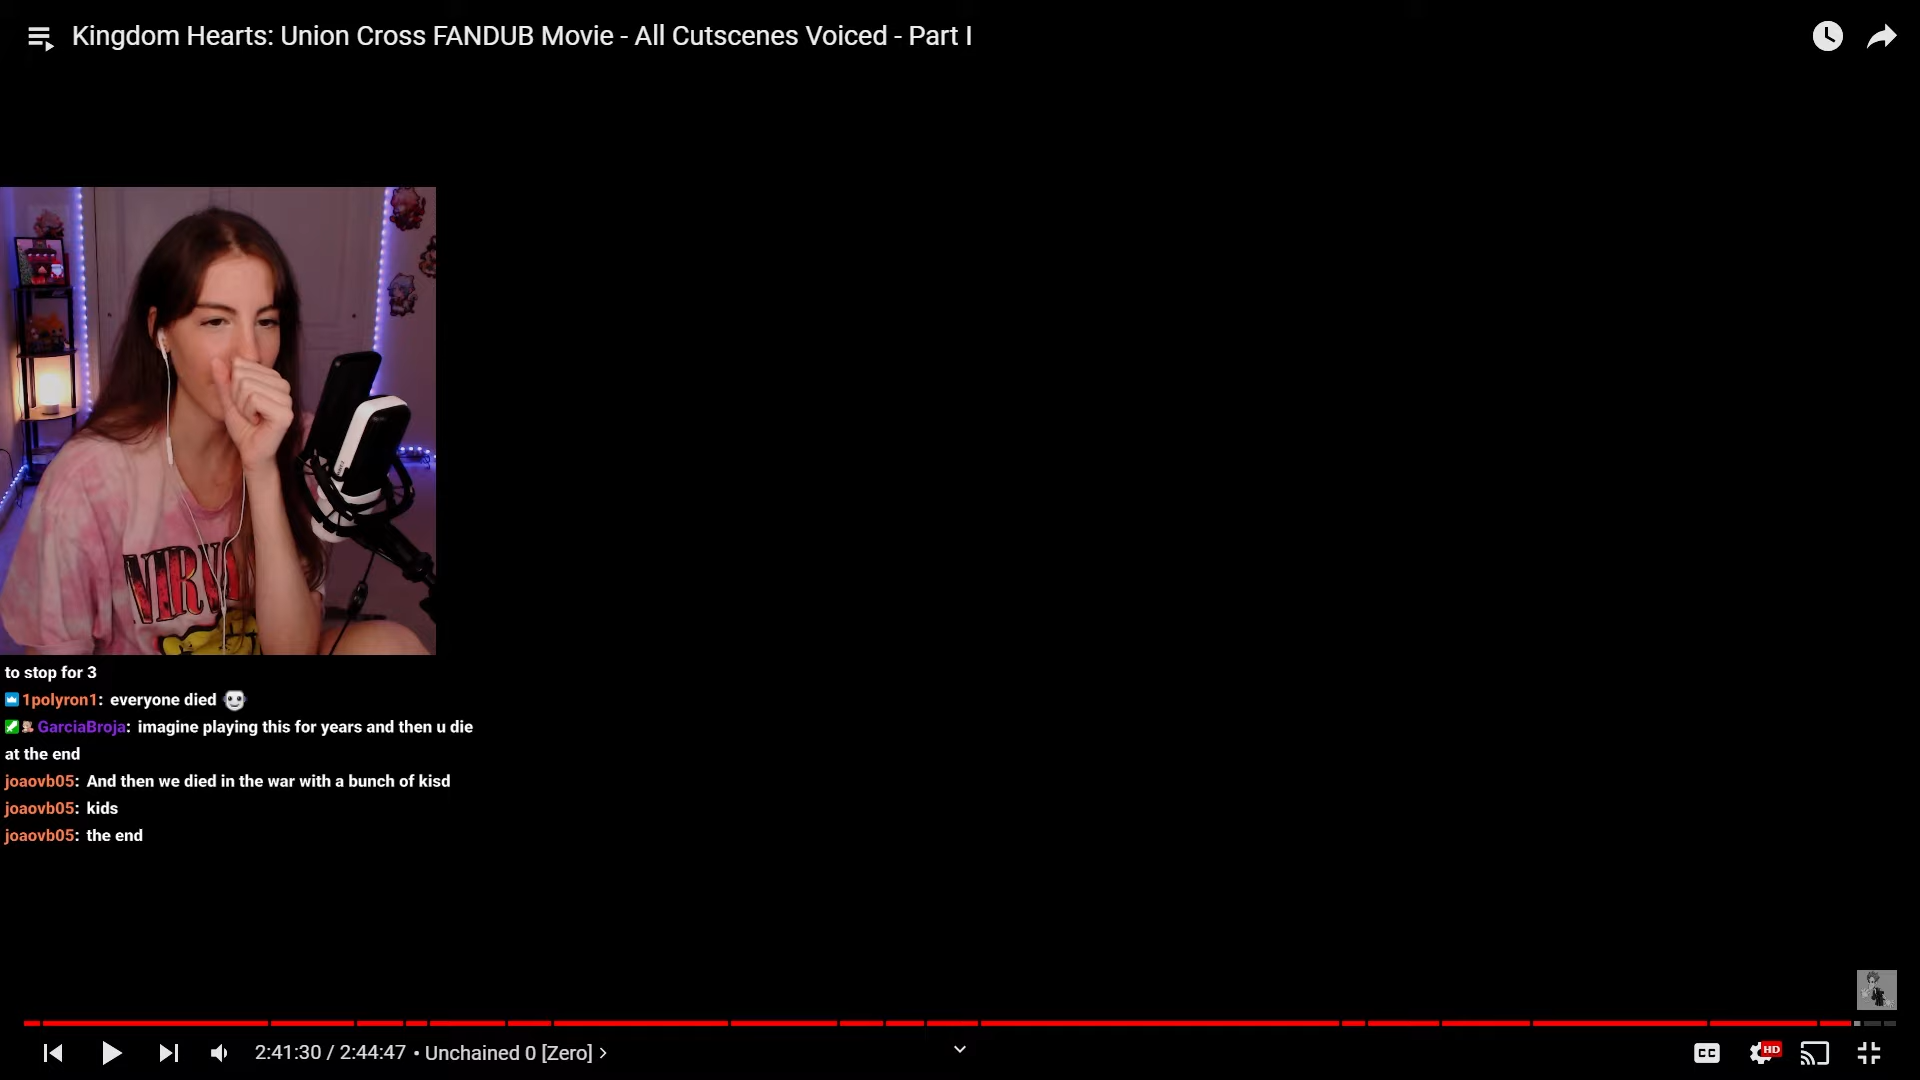 Kingdom Hearts: Union Cross FANDUB Movie - All Cutscenes Voiced - Part I
to stop for 3
1polyron1: everyone died
GarciaBroja: imagine playing this for years and then u die
at the end
joaovb05: And then we died in the war with a bunch of kisd
joaovb05: kids
joaovb05: the end
2:41:30 / 2:44:47 • Unchained 0 [Zero] >
CC
HD